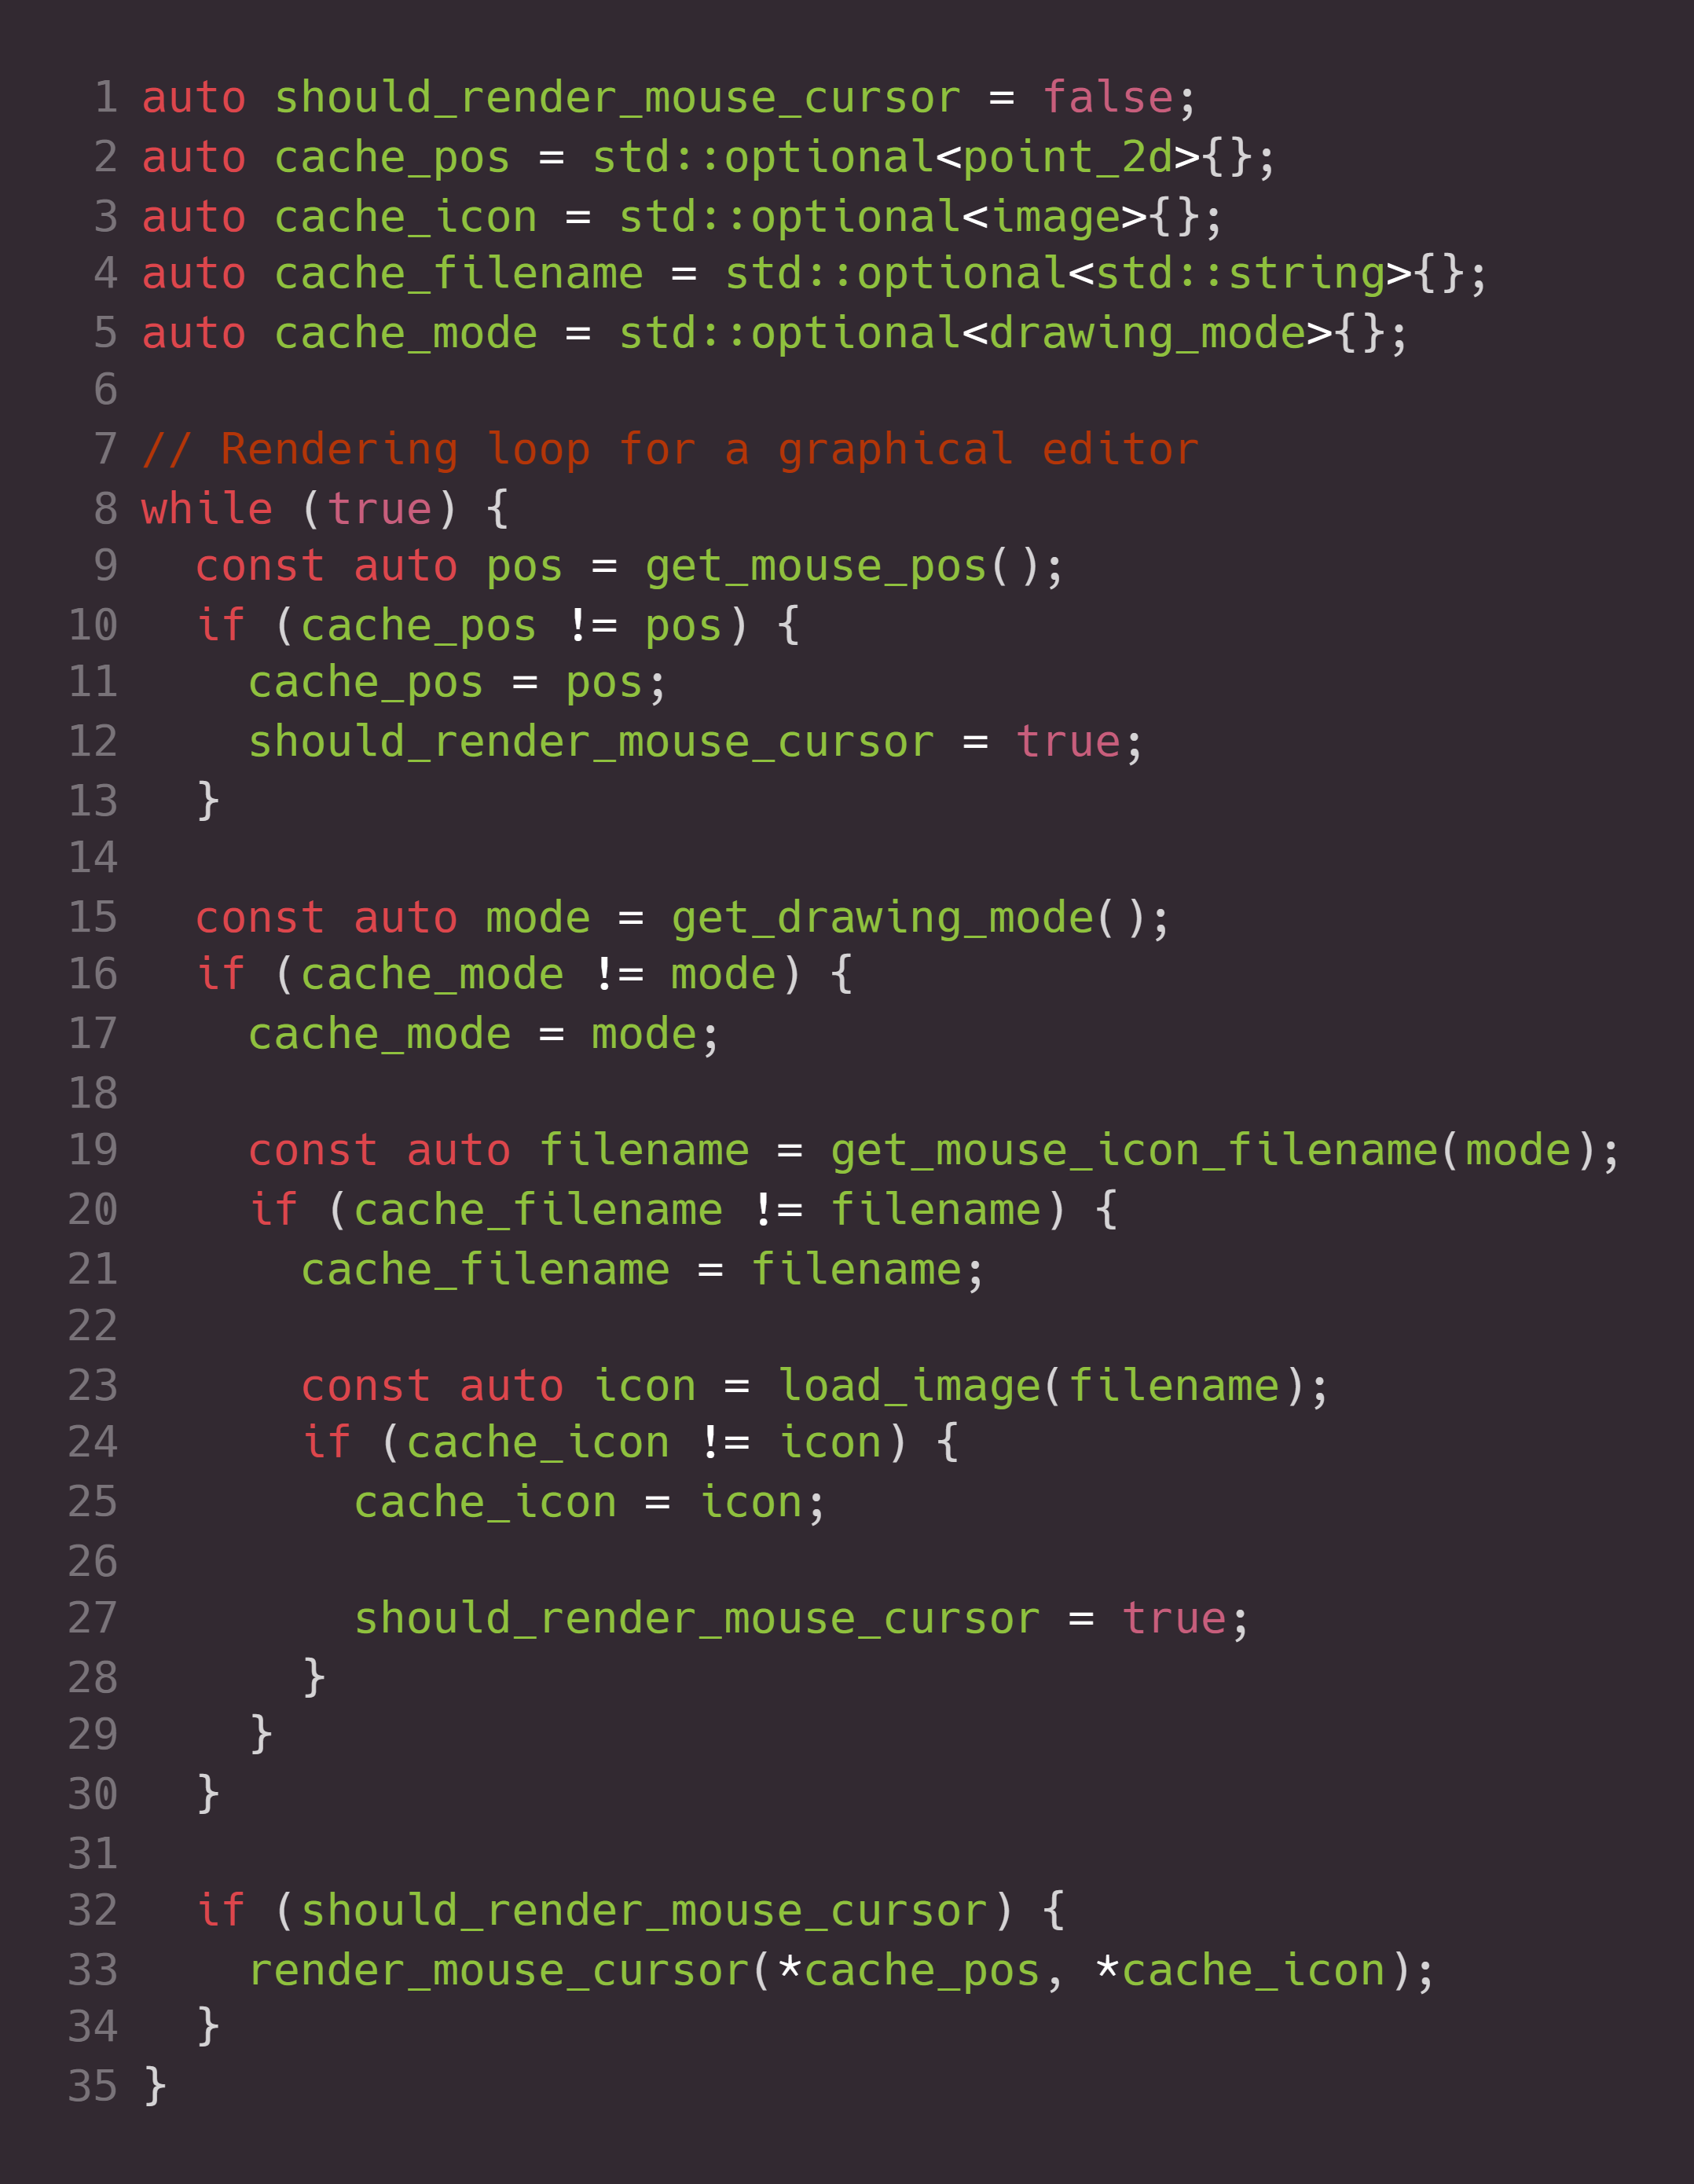 1 auto should_render_mouse_cursor = false;
2 auto cache_pos = std::optional<point_2d>{};
3 auto cache_icon = std::optional<image>{};
4 auto cache_filename = std::optional<std::string>{};
5 auto cache_mode = std::optional<drawing_mode>{};
6
7 // Rendering loop for a graphical editor
8 while (true) {
9   const auto pos = get_mouse_pos();
10   if (cache_pos != pos) {
11     cache_pos = pos;
12     should_render_mouse_cursor = true;
13   }
14
15   const auto mode = get_drawing_mode();
16   if (cache_mode != mode) {
17     cache_mode = mode;
18
19     const auto filename = get_mouse_icon_filename(mode);
20     if (cache_filename != filename) {
21       cache_filename = filename;
22
23       const auto icon = load_image(filename);
24       if (cache_icon != icon) {
25         cache_icon = icon;
26
27         should_render_mouse_cursor = true;
28       }
29     }
30   }
31
32   if (should_render_mouse_cursor) {
33     render_mouse_cursor(*cache_pos, *cache_icon);
34   }
35 }